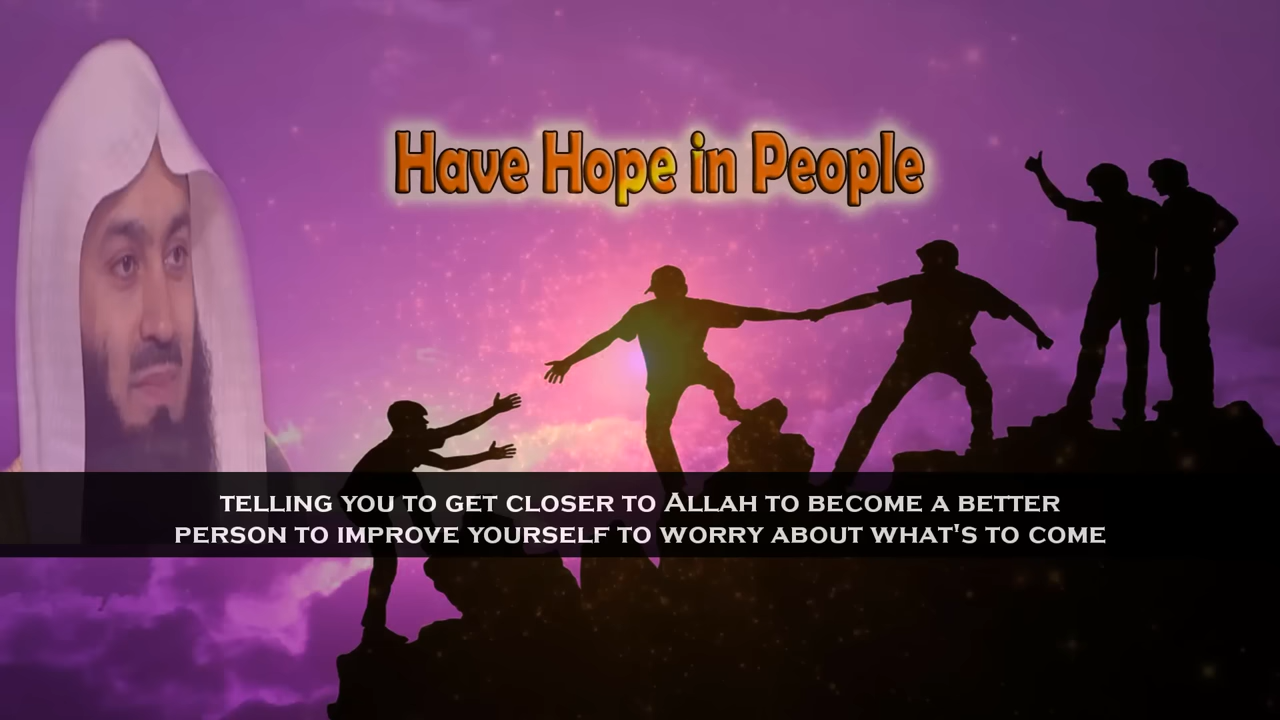 Have Hope in People
TELLING YOU TO GET CLOSER TO ALLAH TO BECOME A BETTER
PERSON TO IMPROVE YOURSELF TO WORRY ABOUT WHAT'S TO COME